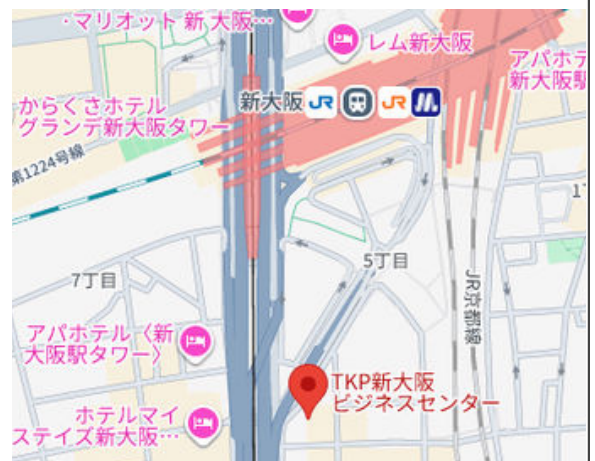 ・マリオット 新 大阪…
レム新大阪
アパホテ
新大阪駅
新大阪 JR JR
からくさホテル
グランデ新大阪タワー
第1224号線
1
5丁目
7丁目
JR京都線
アパホテル〈新
大阪駅タワー〉
TKP新大阪
ビジネスセンター
ホテルマイ
ステイズ新大阪…